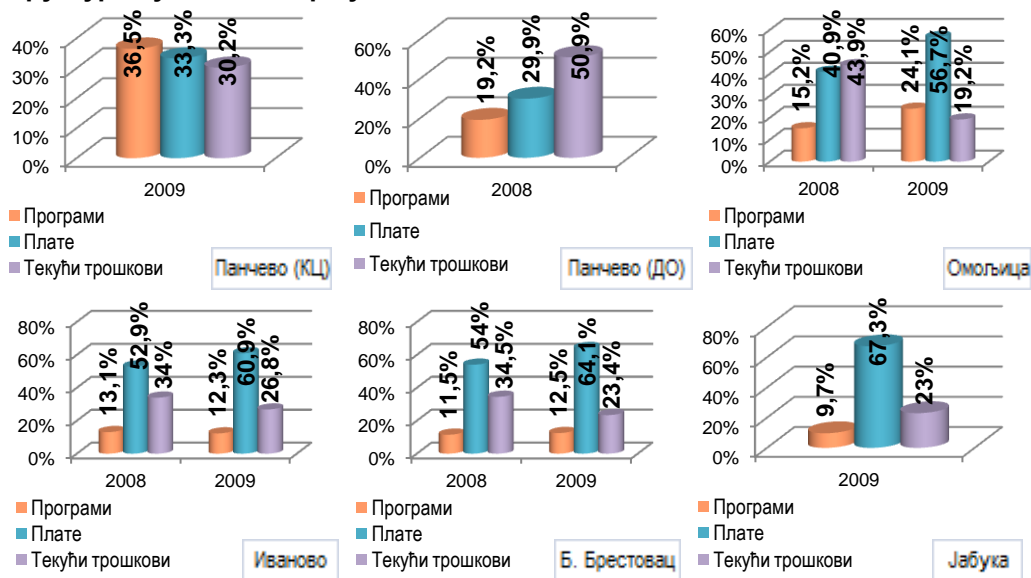 40%
30%
20%
10%
0%
36,5%
33,3%
30,2%
2009
Програми
Плате
Текући трошкови
Панчево (КЦ)
60%
40%
20%
0%
19,2%
29,9%
50,9%
2008
Програми
Плате
Текући трошкови
Панчево (ДО)
60%
50%
40%
30%
20%
10%
0%
15,2%
40,9%
43,9%
24,1%
56,7%
19,2%
2008 2009
Програми
Плате
Текући трошкови
Омољица
80%
60%
40%
20%
0%
13,1%
52,9%
34%
12,3%
60,9%
26,8%
2008 2009
Програми
Плате
Текући трошкови
Иваново
80%
60%
40%
20%
0%
11,5%
54%
34,5%
12,5%
64,1%
23,4%
2008 2009
Програми
Плате
Текући трошкови
Б. Брестовац
80%
60%
40%
20%
0%
9,7%
67,3%
23%
2009
Програми
Плате
Текући трошкови
Јабука